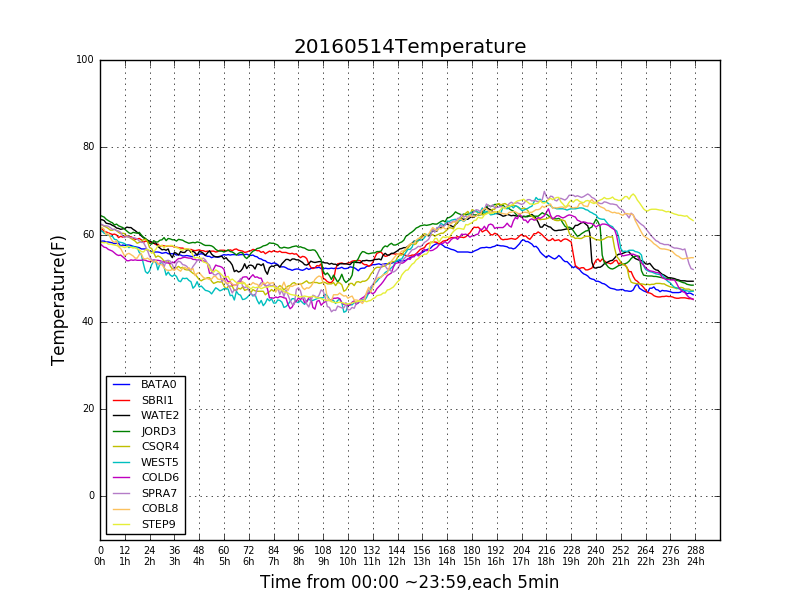 20160514Temperature
100
80
60
40
20
0
Temperature(F)
BATA0
SBRI1
WATE2
JORD3
CSQR4
WEST5
COLD6
SPRA7
COBL8
STEP9
0 12 24 36 48 60 72 84 96 108 120 132 144 156 168 180 192 204 216 228 240 252 264 276 288
0h 1h 2h 3h 4h 5h 6h 7h 8h 9h 10h 11h 12h 13h 14h 15h 16h 17h 18h 19h 20h 21h 22h 23h 24h
Time from 00:00 ~23:59,each 5min